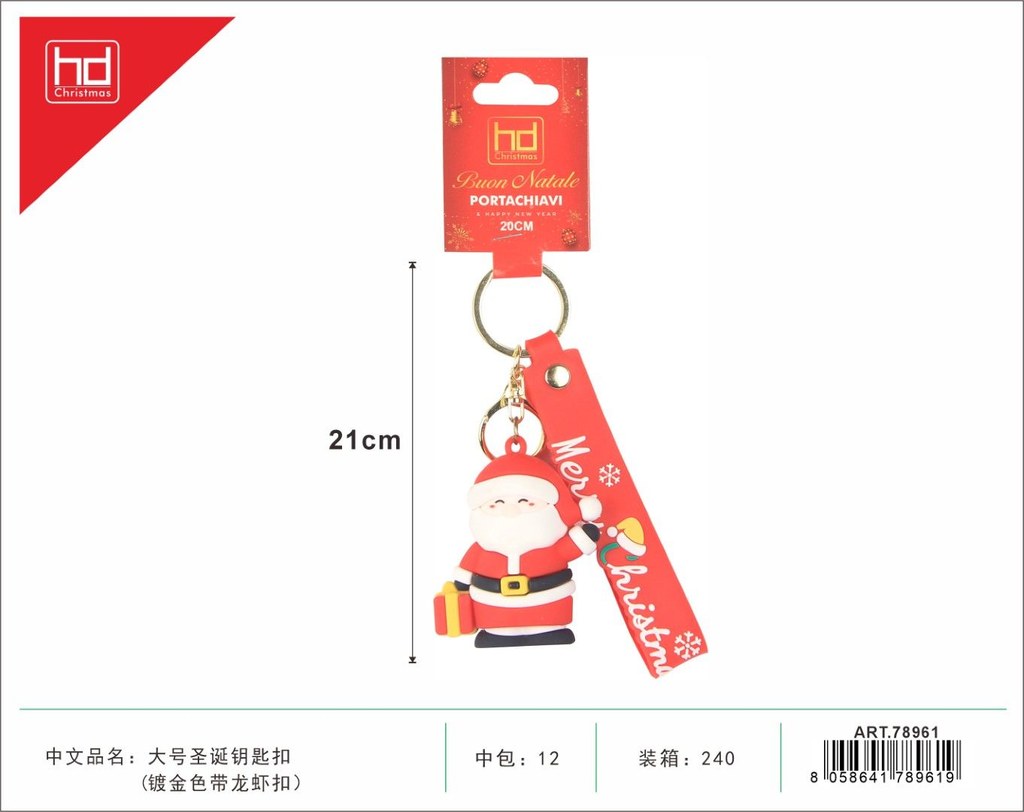 hd
Christmas
hd
Christmas
Buon Natale
PORTACHIAVI
& HAPPY NEW YEAR
20CM
21cm
Merry
Christma
中文品名：大号圣诞钥匙扣
(镀金色带龙虾扣)
中包：12
装箱：240
ART.78961
8 058641 789619